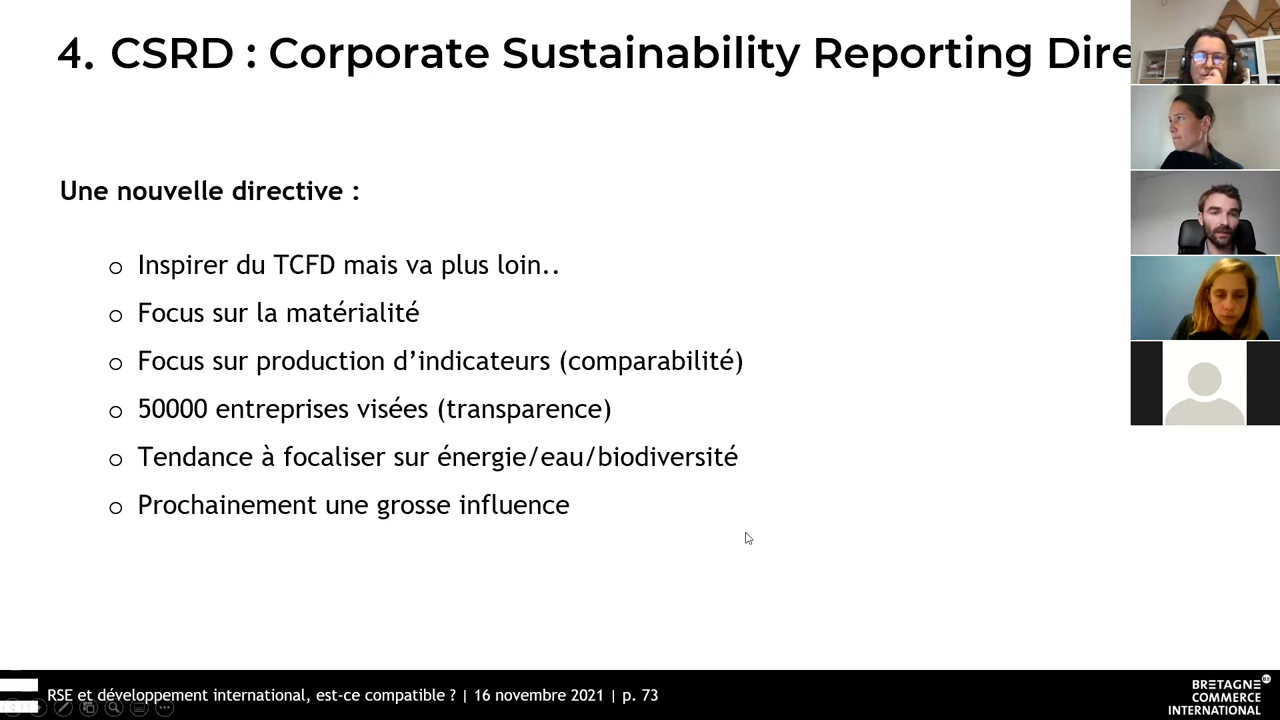 4. CSRD : Corporate Sustainability Reporting Dire
Une nouvelle directive :
o Inspirer du TCFD mais va plus loin..
o Focus sur la matérialité
o Focus sur production d’indicateurs (comparabilité)
o 50000 entreprises visées (transparence)
o Tendance à focaliser sur énergie/eau/biodiversité
o Prochainement une grosse influence
RSE et développement international, est-ce compatible ? | 16 novembre 2021 | p. 73
BRETAGNE
COMMERCE
INTERNATIONAL